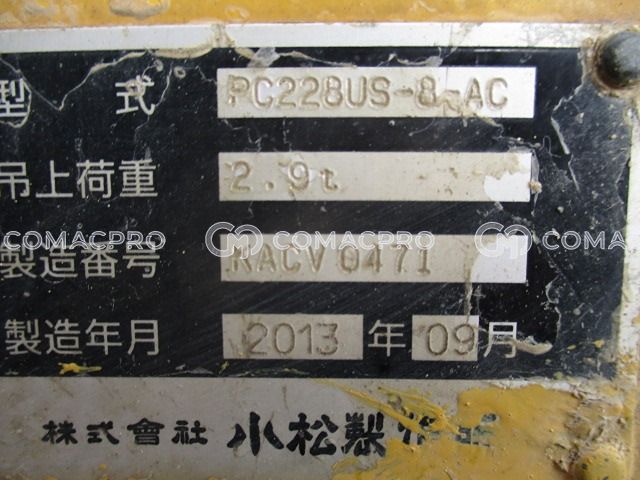 型式 PC228US-8-AC
吊上荷重 2.9t
COMACPRO COMACPRO COMA
製造番号 RACV0471
製造年月 2013年09月
株式會社 小松製作所